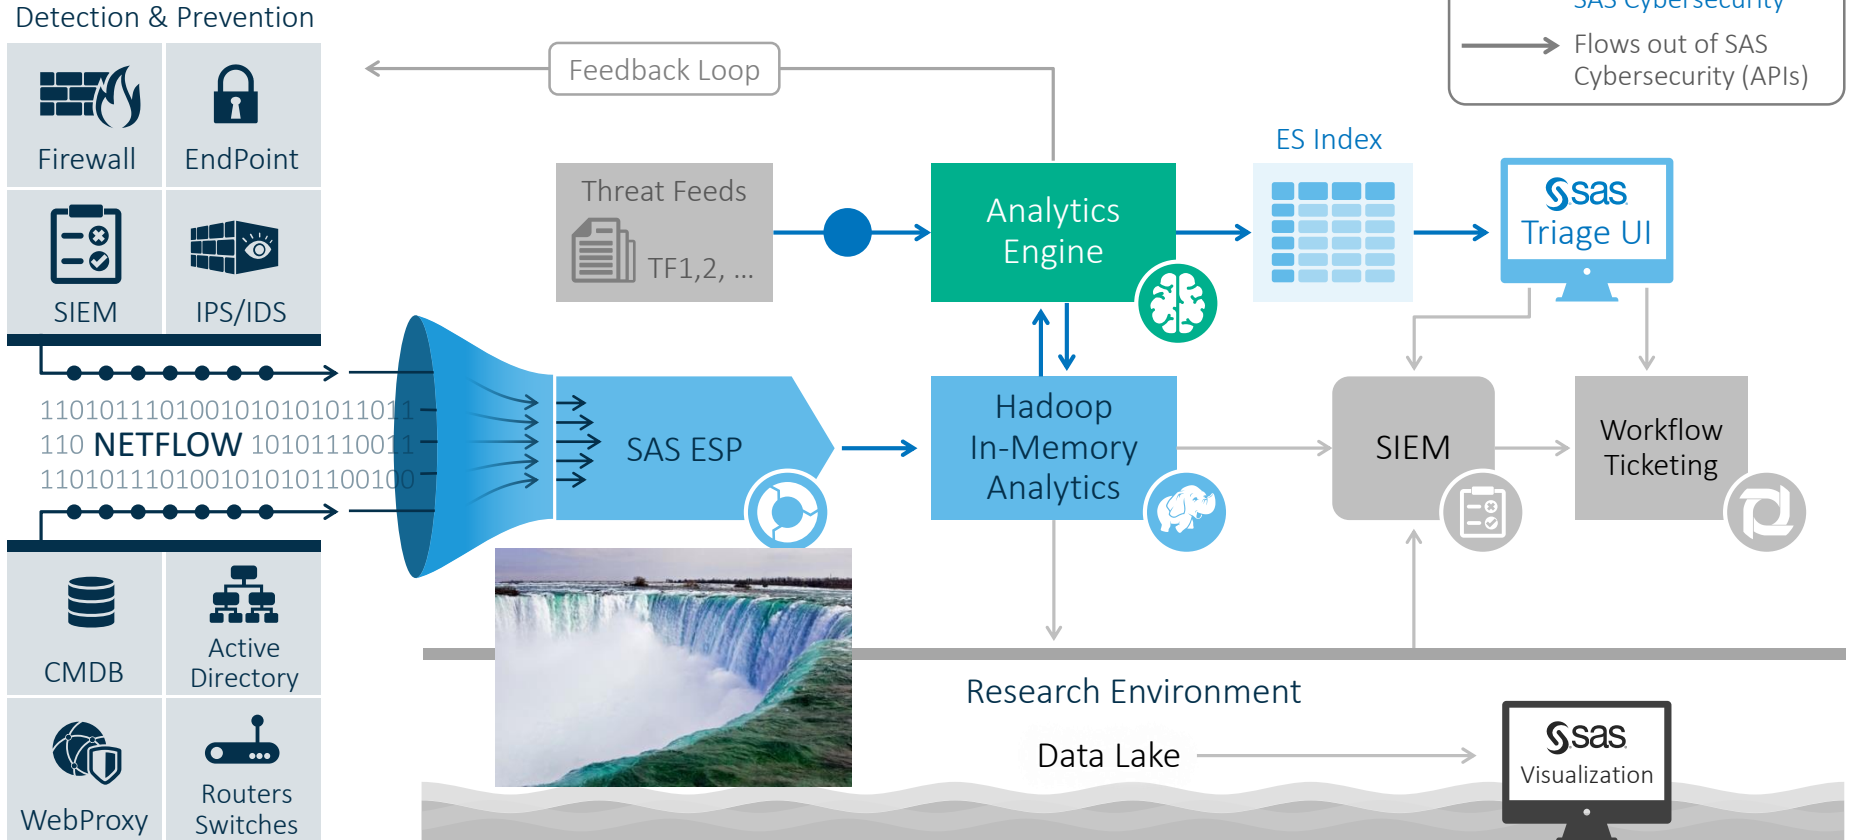 Detection & Prevention
SAS Cybersecurity
Flows out of SAS
Cybersecurity (APIs)
Feedback Loop
Firewall
EndPoint
SIEM
IPS/IDS
Threat Feeds
TF1,2, ...
Analytics
Engine
ES Index
sas
Triage UI
1101011101001010101011011
110 NETFLOW 10101110011
11010111010010101011001100
SAS ESP
Hadoop
In-Memory
Analytics
SIEM
Workflow
Ticketing
CMDB
Active
Directory
WebProxy
Routers
Switches
Research Environment
Data Lake
sas
Visualization